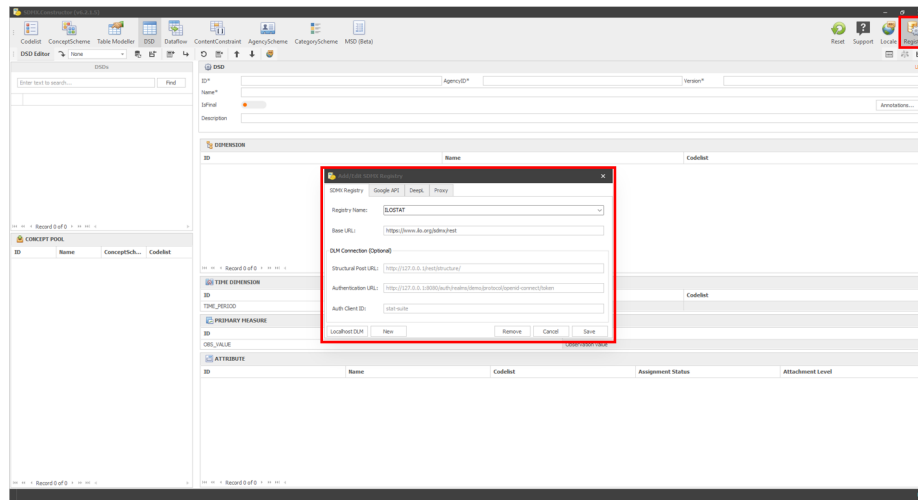 Codelist ConceptScheme Table Modeller DSD Dataflow ContentConstraint AgencyScheme CategoryScheme MSD (Beta) Reset Support Locale
DSD Editor None
DSDs
Enter text to search... Find
Record 0 of 0
CONCEPT POOL
ID Name ConceptSch... Codelist
Record 0 of 0
DSD
ID* AgencyID* Version*
Name*
IsFinal Annotations...
Description
DIMENSION
ID Name Codelist
Record 0 of 0
TIME DIMENSION
ID Codelist
TIME_PERIOD
PRIMARY MEASURE
ID
OBS_VALUE Observation Value
ATTRIBUTE
ID Name Codelist Assignment Status Attachment Level
Record 0 of 0
Add/Edit SDMX Registry
SDMX Registry Google API DeepL Proxy
Registry Name: ILOSTAT
Base URL: https://www.ilo.org/sdmx/rest
DLM Connection (Optional)
Structural Post URL: http://127.0.0.1/rest/structure/
Authentication URL: http://127.0.0.1:8080/auth/realms/demo/protocol/openid-connect/token
Auth Client ID: stat-suite
Localhost DLM New Remove Cancel Save